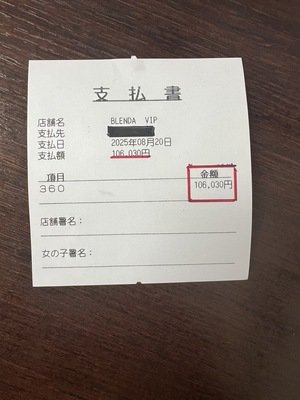 支払書
店舗名 BLENDA VIP
支払先
支払日 2025年08月20日
支払額 106,030円
項目 金額
３６０ 106,030円
店舗署名：
女の子署名：